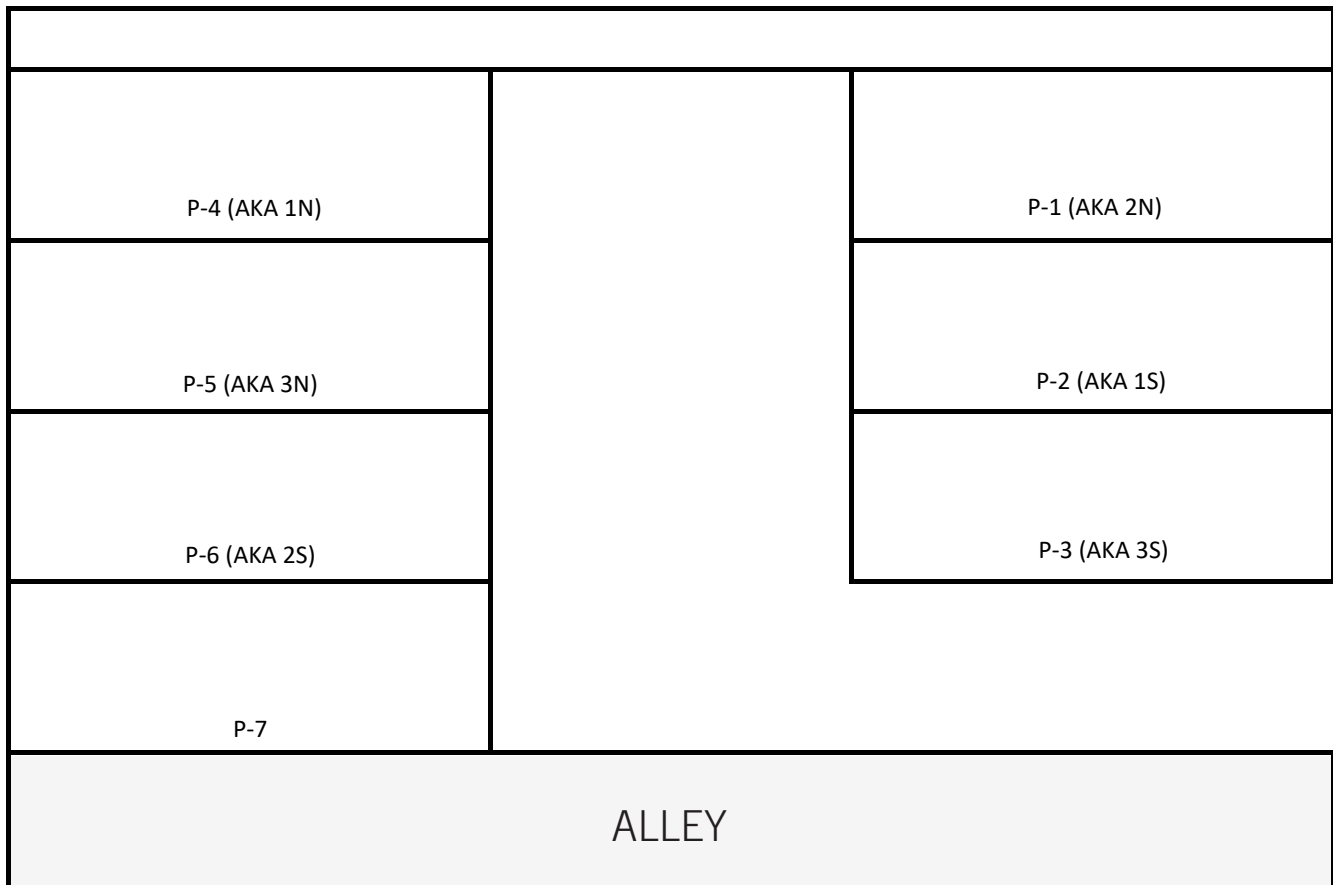 P-4 (AKA 1N)
P-1 (AKA 2N)
P-5 (AKA 3N)
P-2 (AKA 1S)
P-6 (AKA 2S)
P-3 (AKA 3S)
P-7
ALLEY